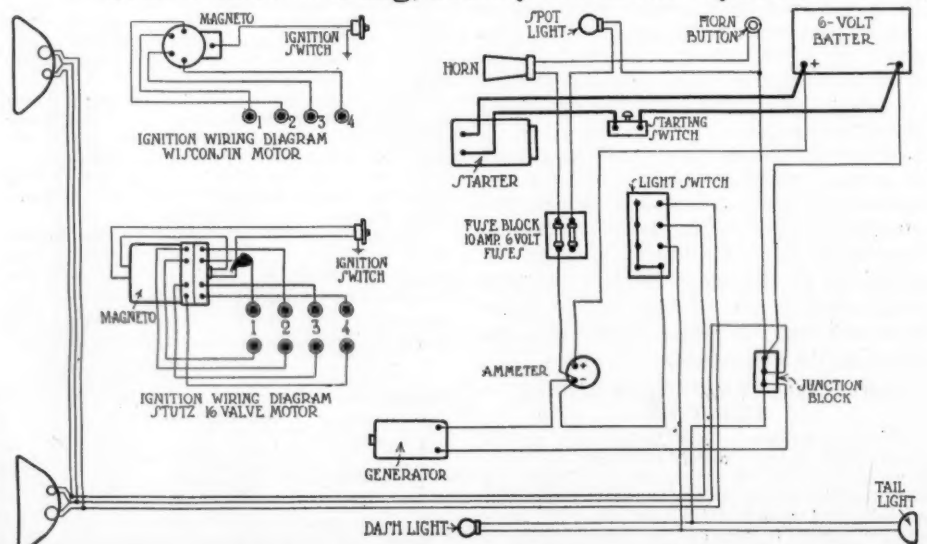 MAGNETO
IGNITION
SWITCH
1 2 3 4
IGNITION WIRING DIAGRAM
WISCONSIN MOTOR
SPOT
LIGHT
HORN
BUTTON
6-VOLT
BATTER
+ -
HORN
STARTING
SWITCH
STARTER
LIGHT SWITCH
FUSE BLOCK
10 AMP. 6 VOLT
FUSES
IGNITION
SWITCH
MAGNETO
1 2 3 4
IGNITION WIRING DIAGRAM
STUTZ 16 VALVE MOTOR
AMMETER
+
-
JUNCTION
BLOCK
GENERATOR
DASH LIGHT
TAIL
LIGHT